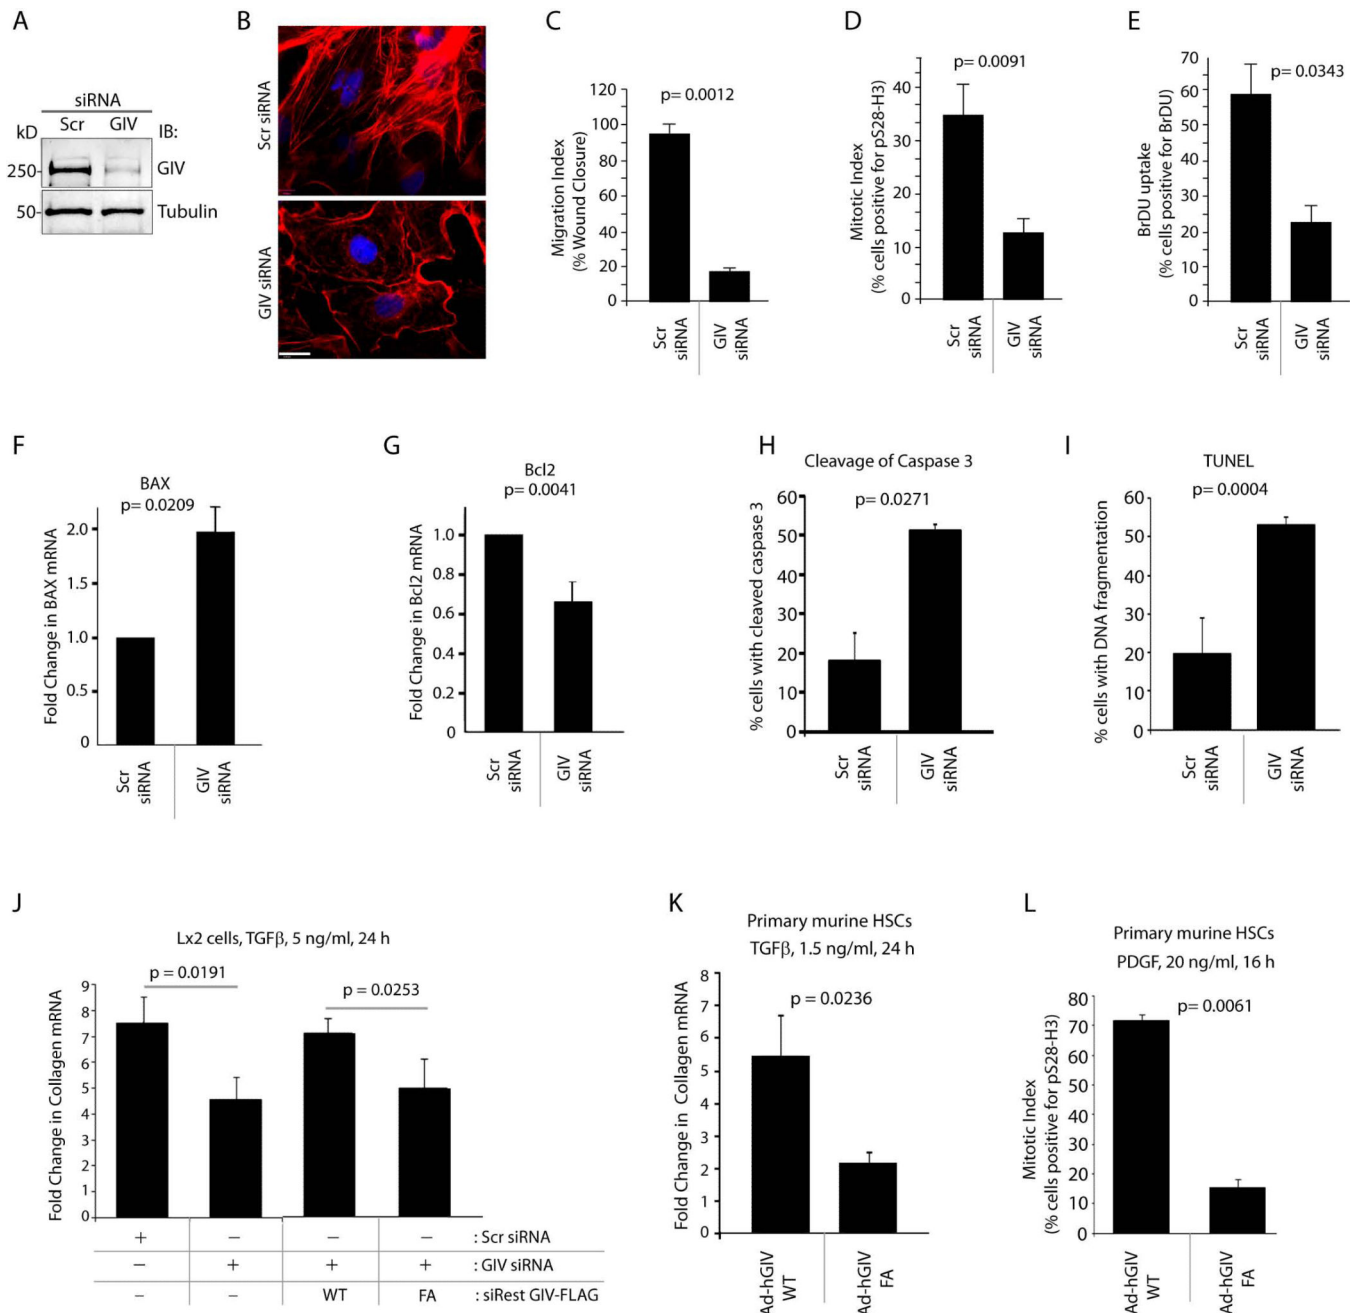 A
siRNA
kD
Scr
GIV
IB:
250-
GIV
50-
Tubulin
B
Scr siRNA
GIV siRNA
C
p= 0.0012
Migration Index
(% Wound Closure)
120
100
80
60
40
20
0
Scr
siRNA
GIV
siRNA
D
p= 0.0091
Mitotic Index
(% cells positive for pS28-H3)
40
30
20
10
0
Scr
siRNA
GIV
siRNA
E
p= 0.0343
BrDU uptake
(% cells positive for BrDU)
70
60
50
40
30
20
10
0
Scr
siRNA
GIV
siRNA
F
BAX
p= 0.0209
Fold Change in BAX mRNA
2.0
1.5
1.0
0.5
0
Scr
siRNA
GIV
siRNA
G
Bcl2
p= 0.0041
Fold Change in Bcl2 mRNA
1.0
0.8
0.6
0.4
0.2
0
Scr
siRNA
GIV
siRNA
H
Cleavage of Caspase 3
p= 0.0271
% cells with cleaved caspase 3
60
50
40
30
20
10
0
Scr
siRNA
GIV
siRNA
I
TUNEL
p= 0.0004
% cells with DNA fragmentation
60
50
40
30
20
10
0
Scr
siRNA
GIV
siRNA
J
Lx2 cells, TGFβ, 5 ng/ml, 24 h
p = 0.0191
p = 0.0253
Fold Change in Collagen mRNA
9
8
7
6
5
4
3
2
1
0
+ − − − : Scr siRNA
− + + + : GIV siRNA
− − WT FA : siRest GIV-FLAG
K
Primary murine HSCs
TGFβ, 1.5 ng/ml, 24 h
p = 0.0236
Fold Change in Collagen mRNA
8
7
6
5
4
3
2
1
0
Ad-hGIV
WT
Ad-hGIV
FA
L
Primary murine HSCs
PDGF, 20 ng/ml, 16 h
p= 0.0061
Mitotic Index
(% cells positive for pS28-H3)
80
70
60
50
40
30
20
10
0
Ad-hGIV
WT
Ad-hGIV
FA